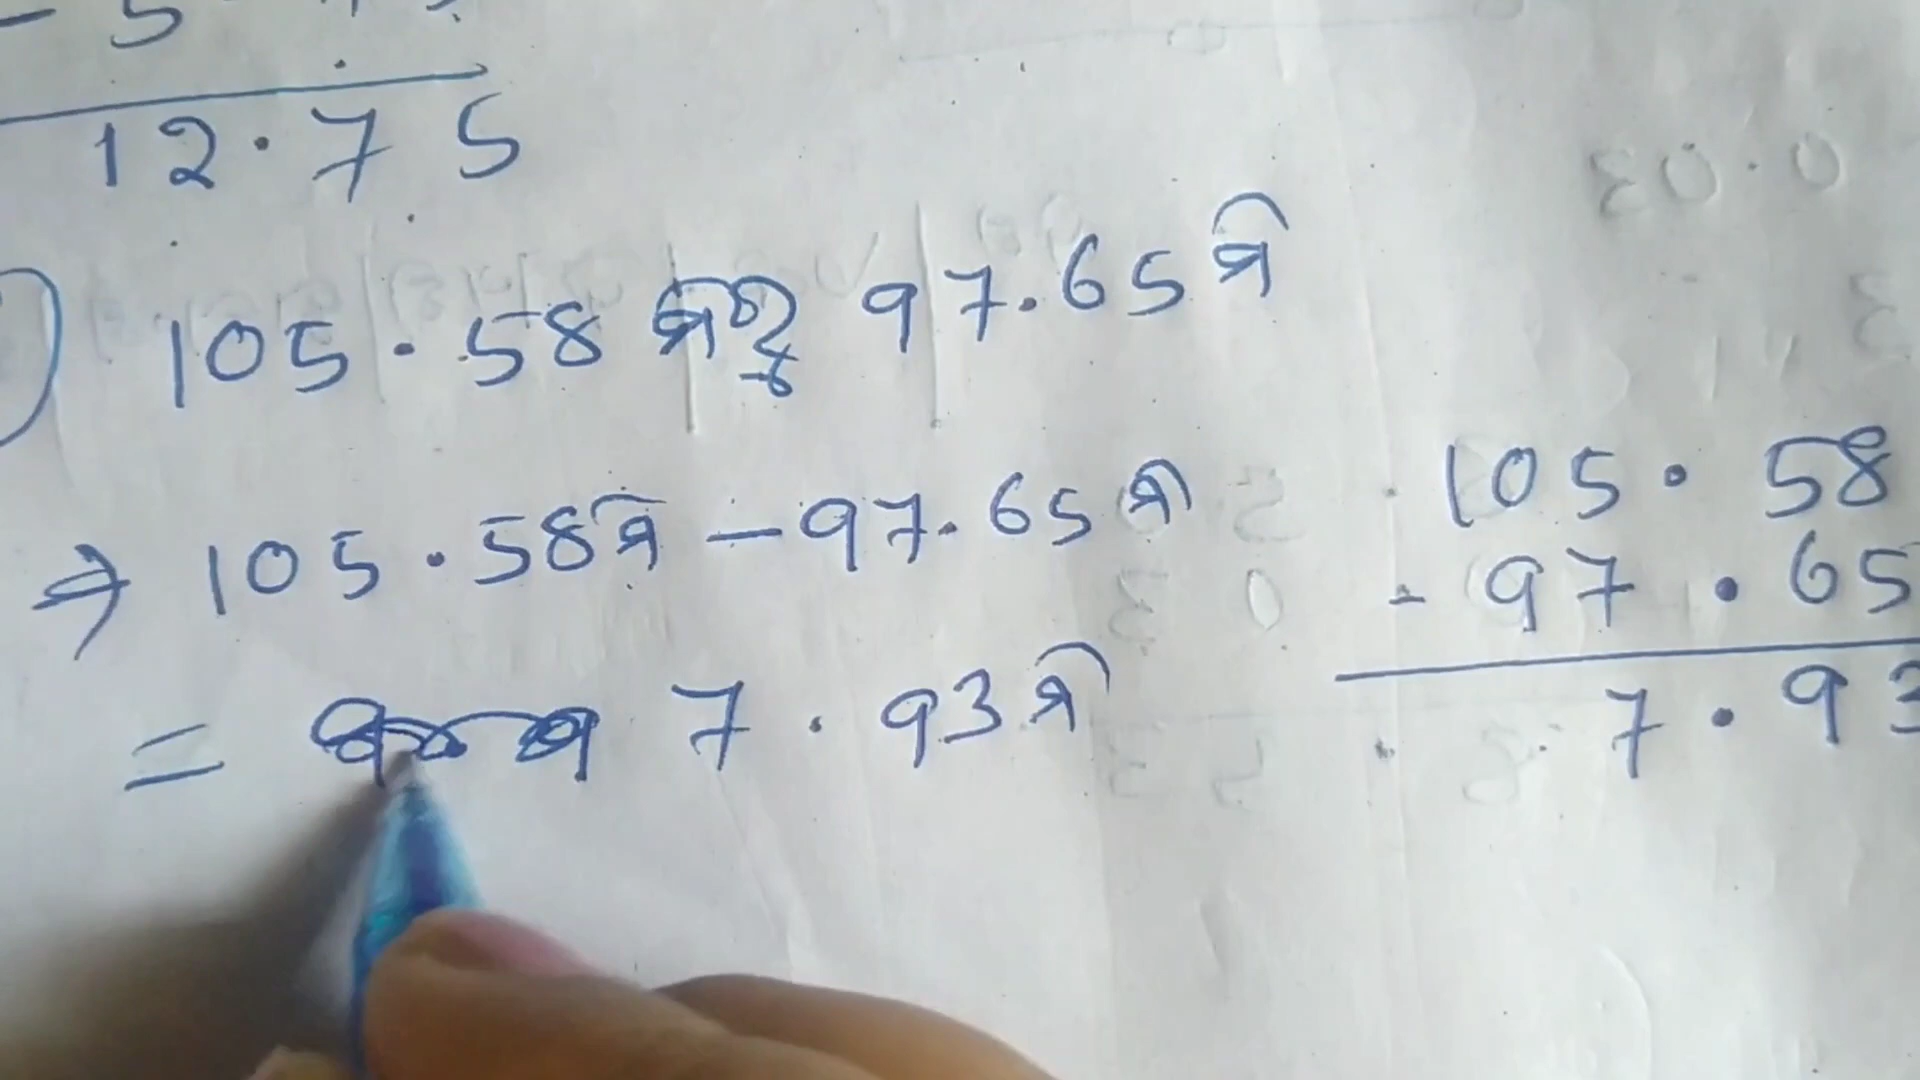 12.75
105.58 ମିରୁ 97.65 ମି
⇒ 105.58 ମି – 97.65 ମି
105.58
- 97.65
= 7.93 ମି
7.93